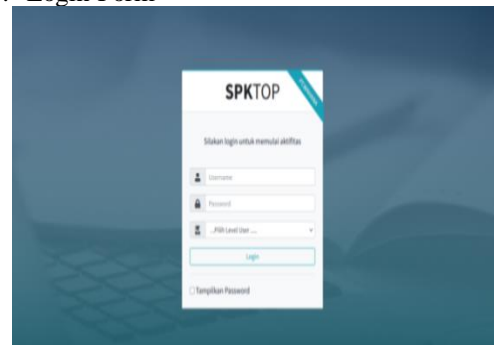 Login Form
SPKTOP
Silakan login untuk memulai aktifitas
Username
Password
...Pilih Level User ....
Login
Tampilkan Password